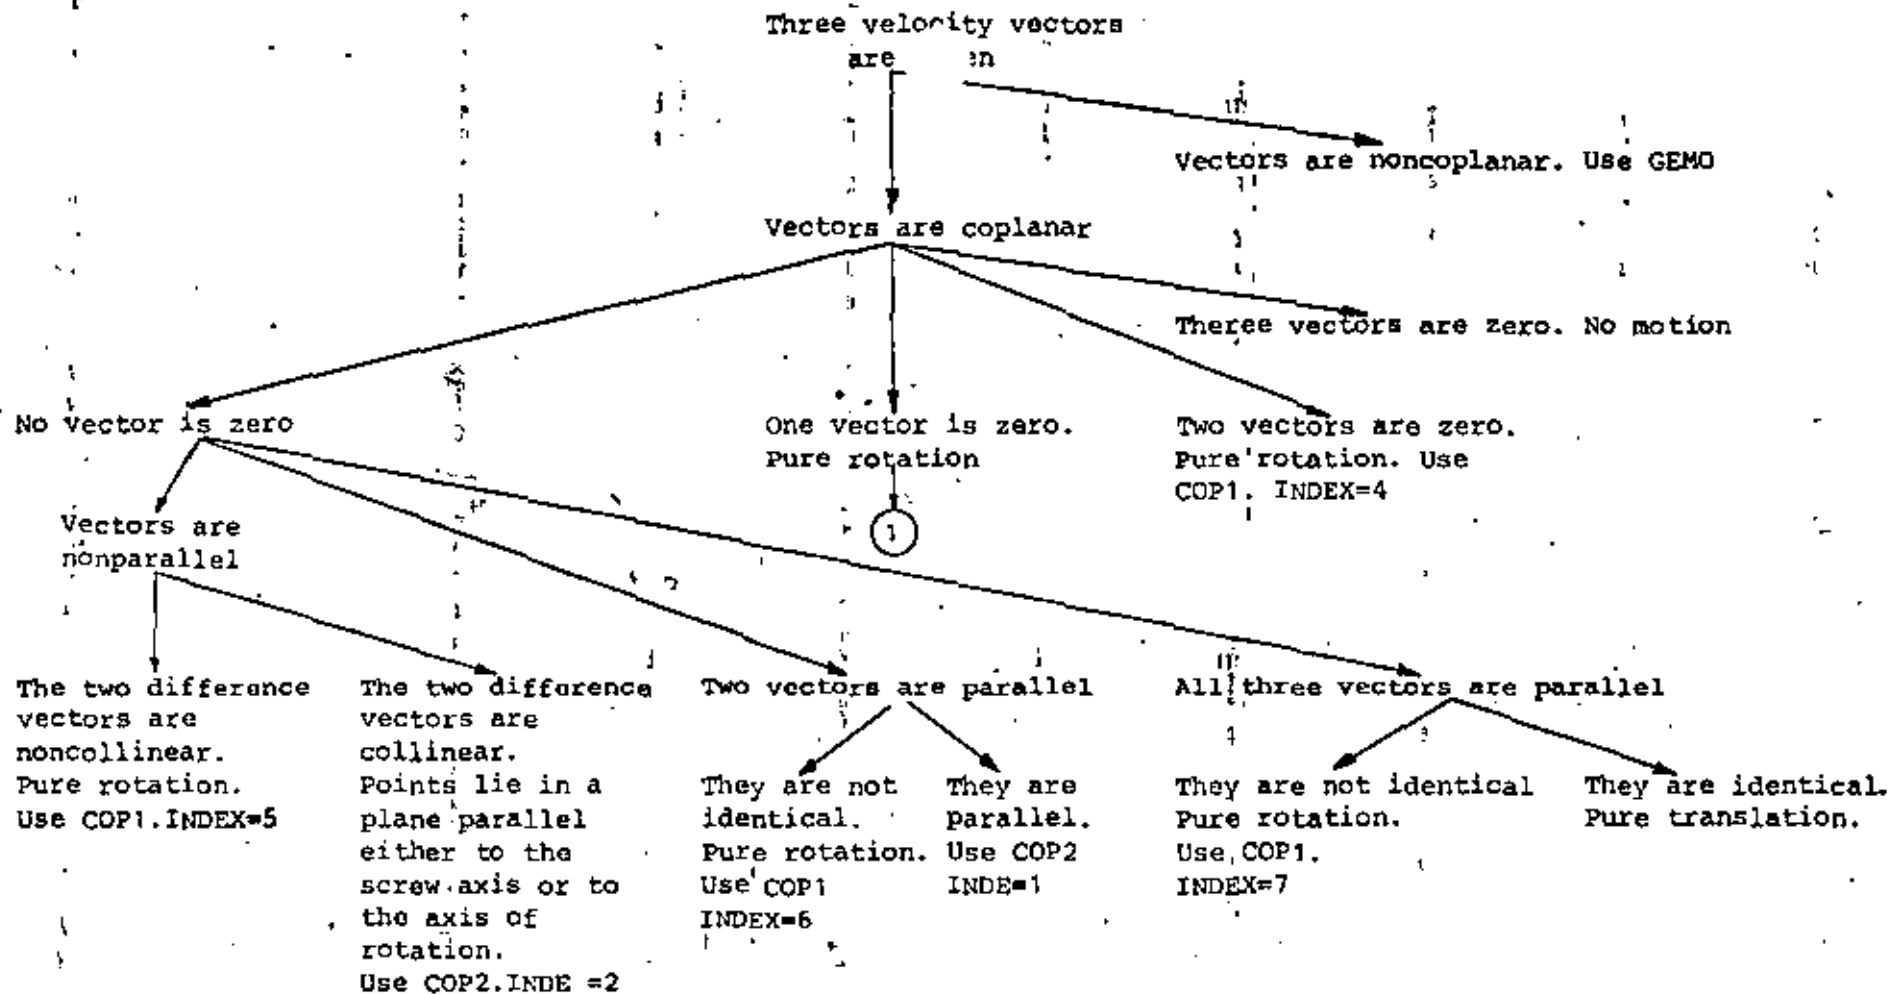 Three velocity vectors
are
Vectors are noncoplanar. Use GEMO
Vectors are coplanar
Theree vectors are zero. No motion
No vector is zero
One vector is zero.
Pure rotation
Two vectors are zero.
Pure rotation. Use
COP1. INDEX=4
1
Vectors are
nonparallel
The two difference
vectors are
noncollinear.
Pure rotation.
Use COP1.INDEX=5
The two difference
vectors are
collinear.
Points lie in a
plane parallel
either to the
screw axis or to
the axis of
rotation.
Use COP2.INDE =2
Two vectors are parallel
They are not
identical.
Pure rotation.
Use COP1
INDEX=6
They are
parallel.
Use COP2
INDE=1
All three vectors are parallel
They are not identical
Pure rotation.
Use COP1.
INDEX=7
They are identical.
Pure translation.